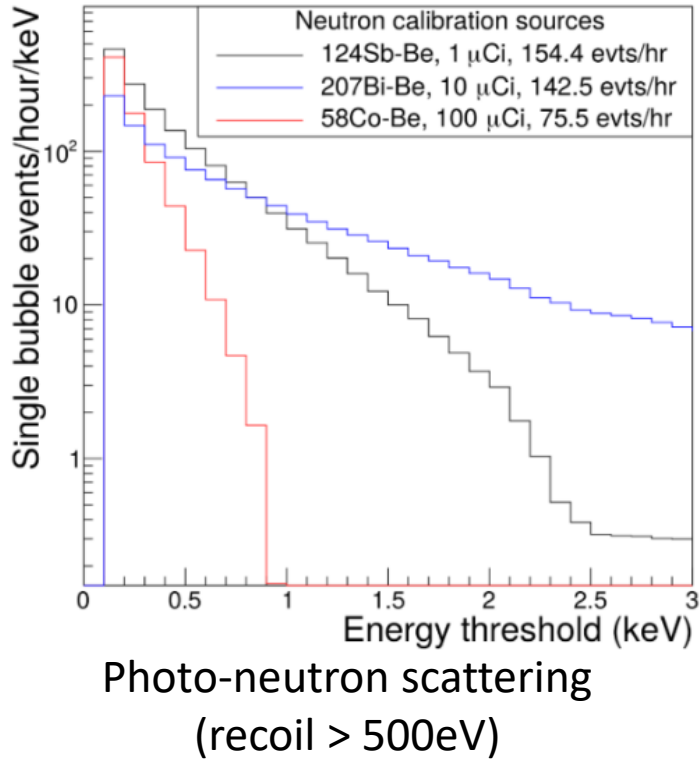 Neutron calibration sources
124Sb-Be, 1 μCi, 154.4 evts/hr
207Bi-Be, 10 μCi, 142.5 evts/hr
58Co-Be, 100 μCi, 75.5 evts/hr
Single bubble events/hour/keV
10²
10
1
0 0.5 1 1.5 2 2.5 3
Energy threshold (keV)
Photo-neutron scattering
(recoil > 500eV)